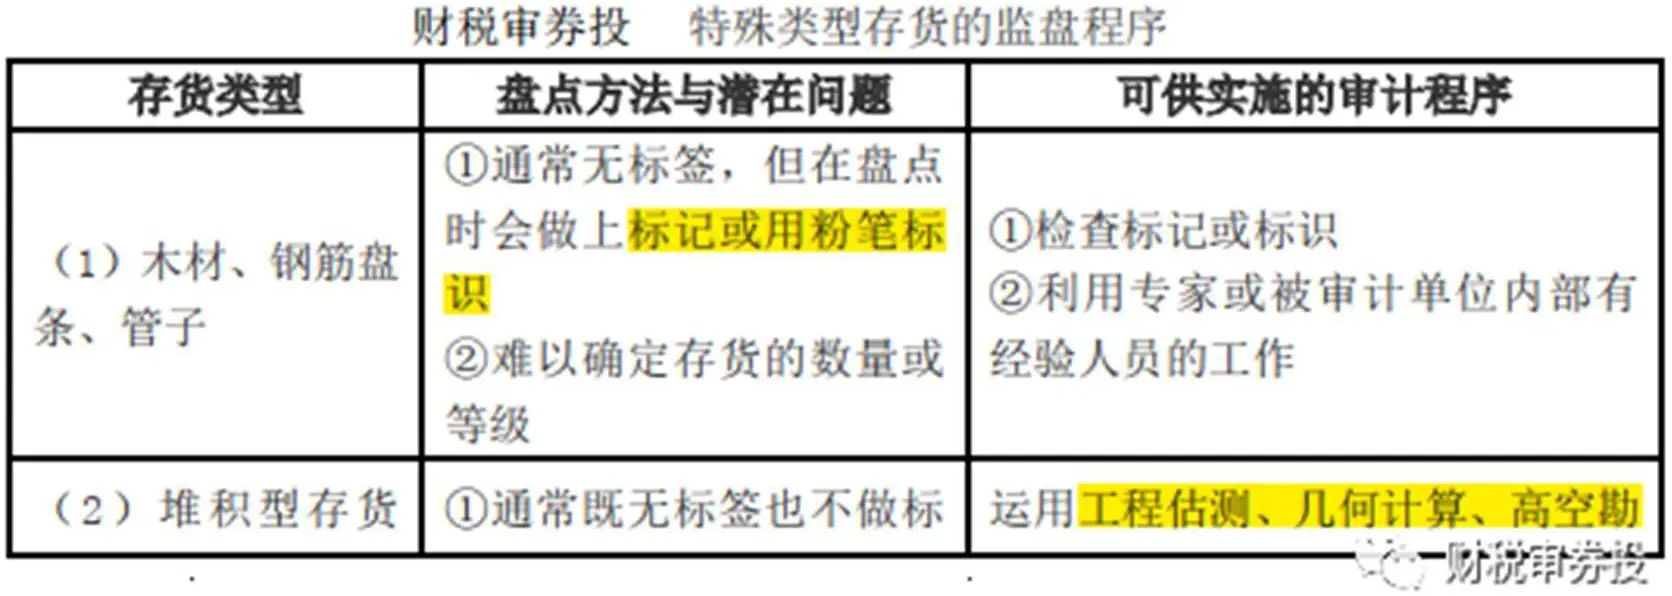 财税审券投 特殊类型存货的监盘程序
存货类型
盘点方法与潜在问题
可供实施的审计程序
（1）木材、钢筋盘
条、管子
①通常无标签，但在盘点
时会做上标记或用粉笔标
识
②难以确定存货的数量或
等级
①检查标记或标识
②利用专家或被审计单位内部有
经验人员的工作
（2）堆积型存货
①通常既无标签也不做标
运用工程估测、几何计算、高空勘
财税审券投